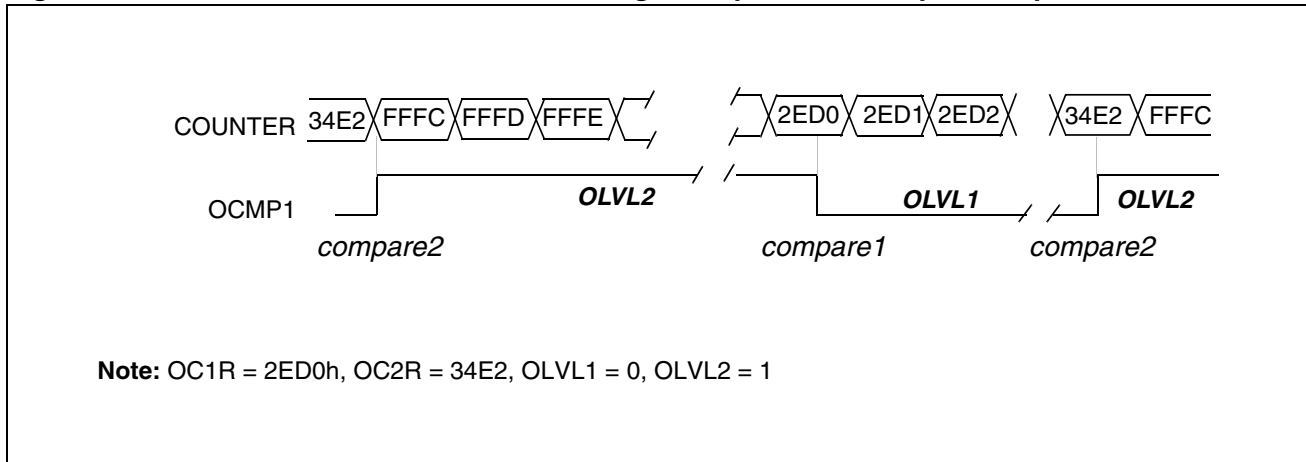 COUNTER 34E2 FFFC FFFD FFFE 2ED0 2ED1 2ED2 34E2 FFFC
OCMP1 OLVL2 OLVL1 OLVL2
compare2 compare1 compare2
Note: OC1R = 2ED0h, OC2R = 34E2, OLVL1 = 0, OLVL2 = 1